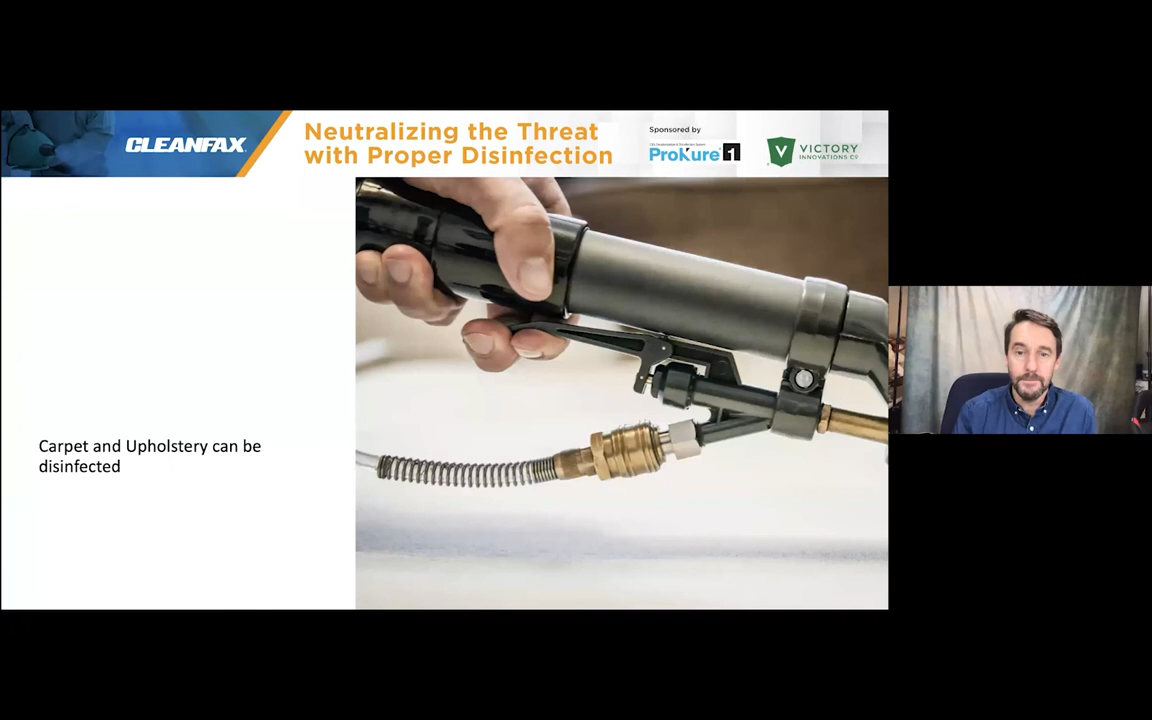 CLEANFAX
Neutralizing the Threat
with Proper Disinfection
Sponsored by
ProKure 1
V VICTORY
INNOVATIONS CO
Carpet and Upholstery can be
disinfected